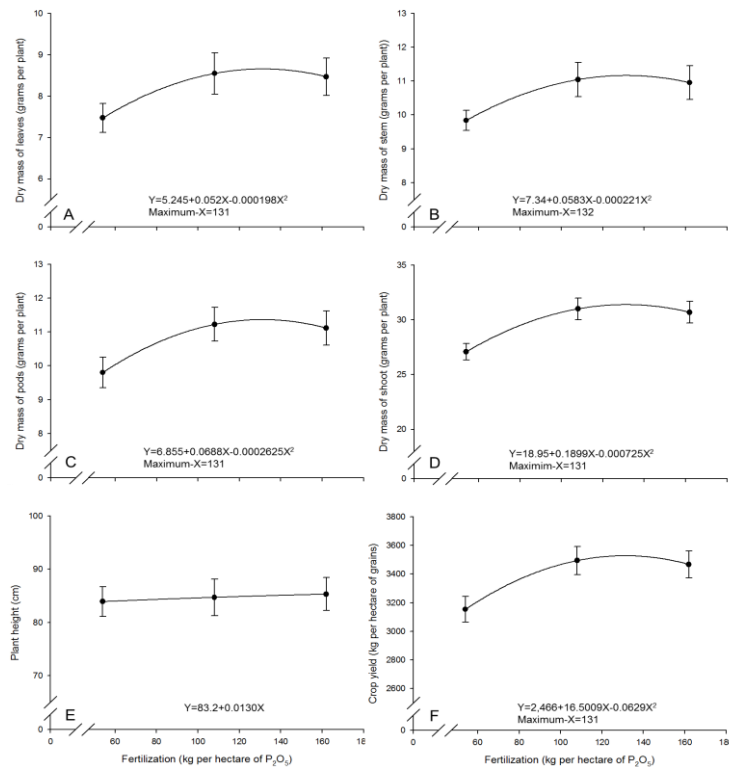 10
9
8
7
6
0
Dry mass of leaves (grams per plant)
A
Y=5.245+0.052X-0.000198X²
Maximum-X=131
13
12
11
10
9
8
0
Dry mass of stem (grams per plant))
B
Y=7.34+0.0583X-0.000221X²
Maximum-X=132
13
12
11
10
9
8
0
Dry mass of pods (grams per plant)
C
Y=6.855+0.0688X-0.0002625X²
Maximum-X=131
35
30
25
20
0
Dry mass of shoot (grams per plant)
D
Y=18.95+0.1899X-0.000725X²
Maximim-X=131
100
90
80
70
0
Plant height (cm)
E
Y=83.2+0.0130X
60 80 100 120 140 160 18
Fertilization (kg per hectare of P₂O₅)
3800
3600
3400
3200
3000
2800
2600
0
Crop yield (kg per hectare of grains)
F
Y=2,466+16.5009X-0.0629X²
Maximum-X=131
60 80 100 120 140 160 18
Fertilization (kg per hectare of P₂O₅)